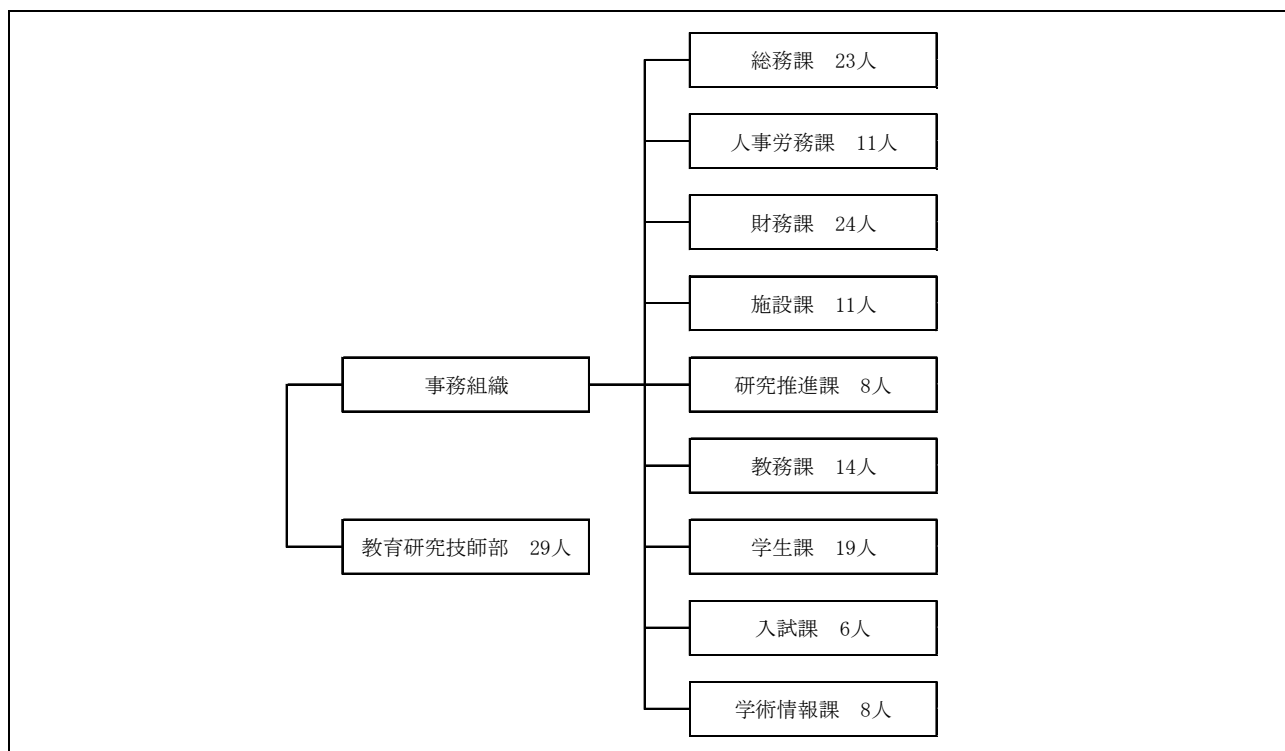 総務課　23人
人事労務課　11人
財務課　24人
施設課　11人
事務組織
研究推進課　8人
教務課　14人
教育研究技師部　29人
学生課　19人
入試課　6人
学術情報課　8人